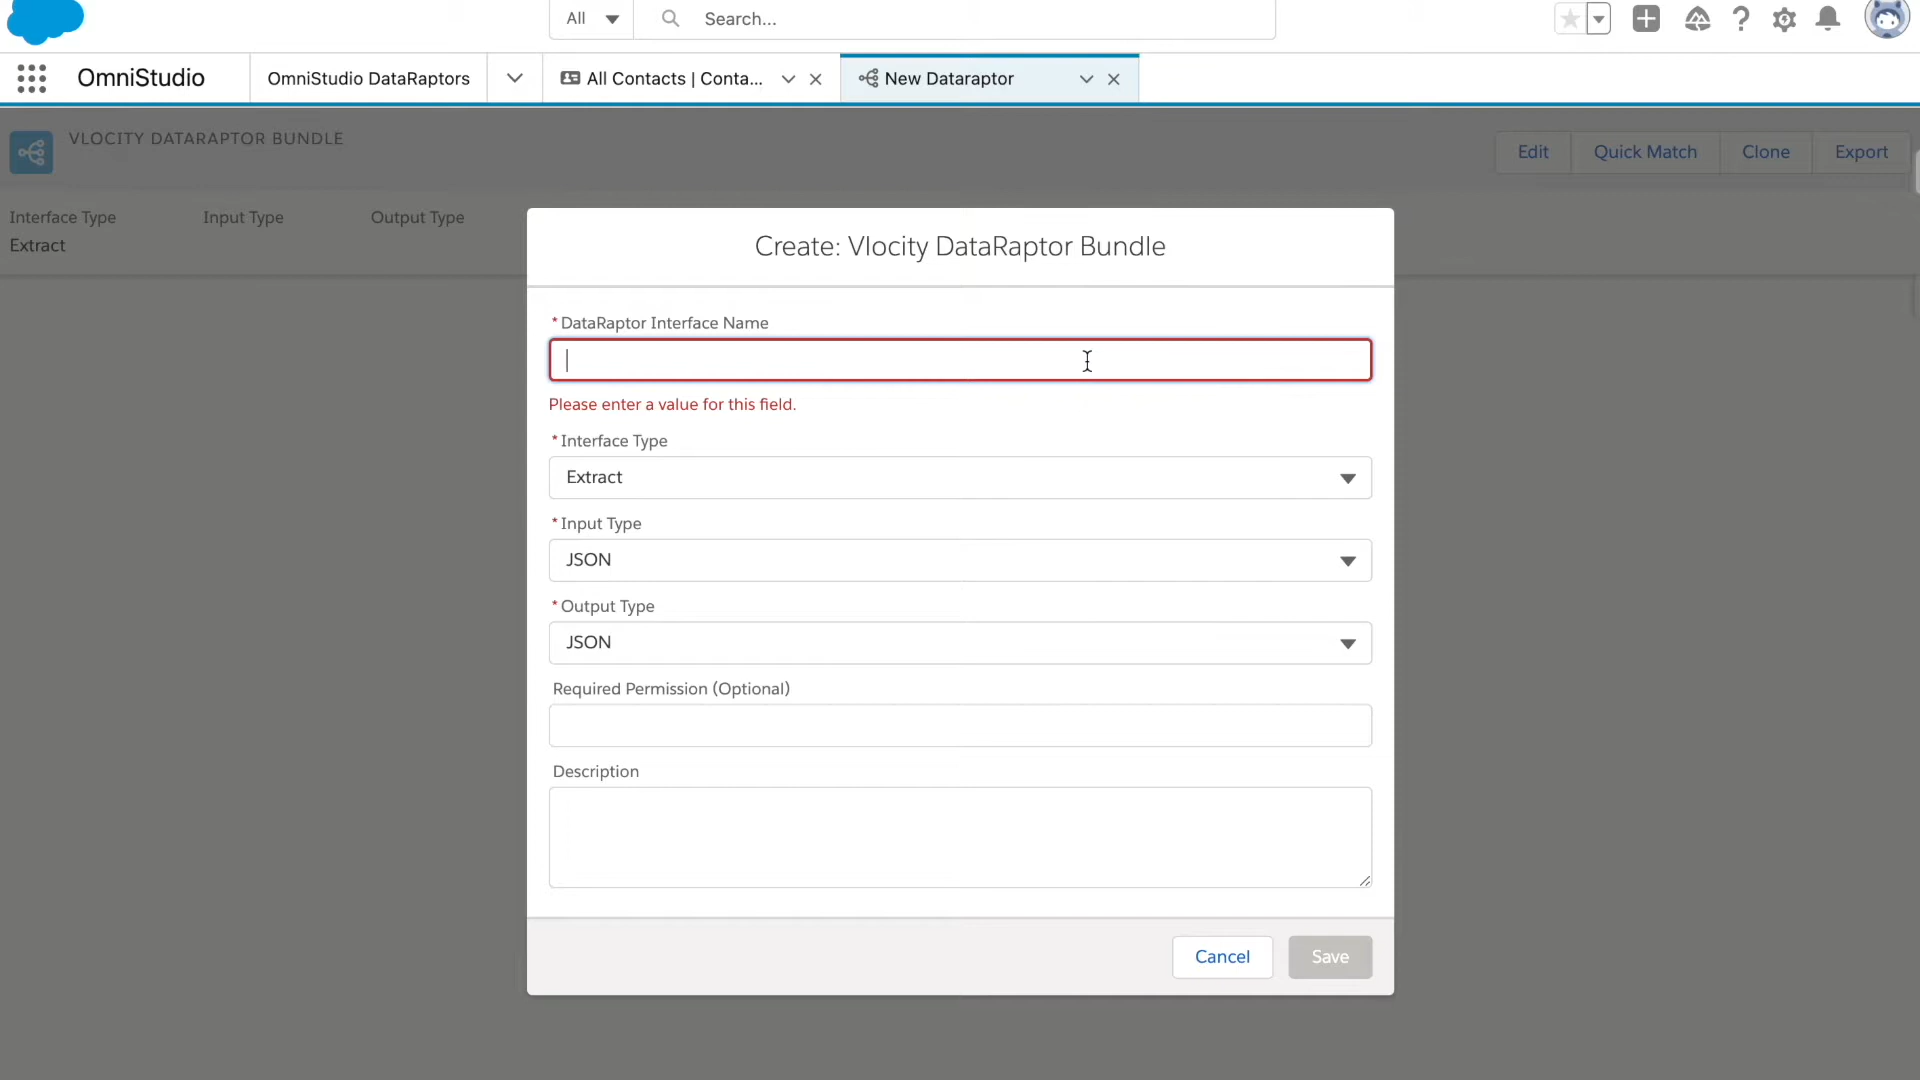 All
Search...
OmniStudio
OmniStudio DataRaptors
All Contacts | Conta...
New Dataraptor
VLOCITY DATARAPTOR BUNDLE
Edit
Quick Match
Clone
Export
Interface Type
Input Type
Output Type
Extract
Create: Vlocity DataRaptor Bundle
*DataRaptor Interface Name
Please enter a value for this field.
*Interface Type
Extract
*Input Type
JSON
*Output Type
JSON
Required Permission (Optional)
Description
Cancel
Save